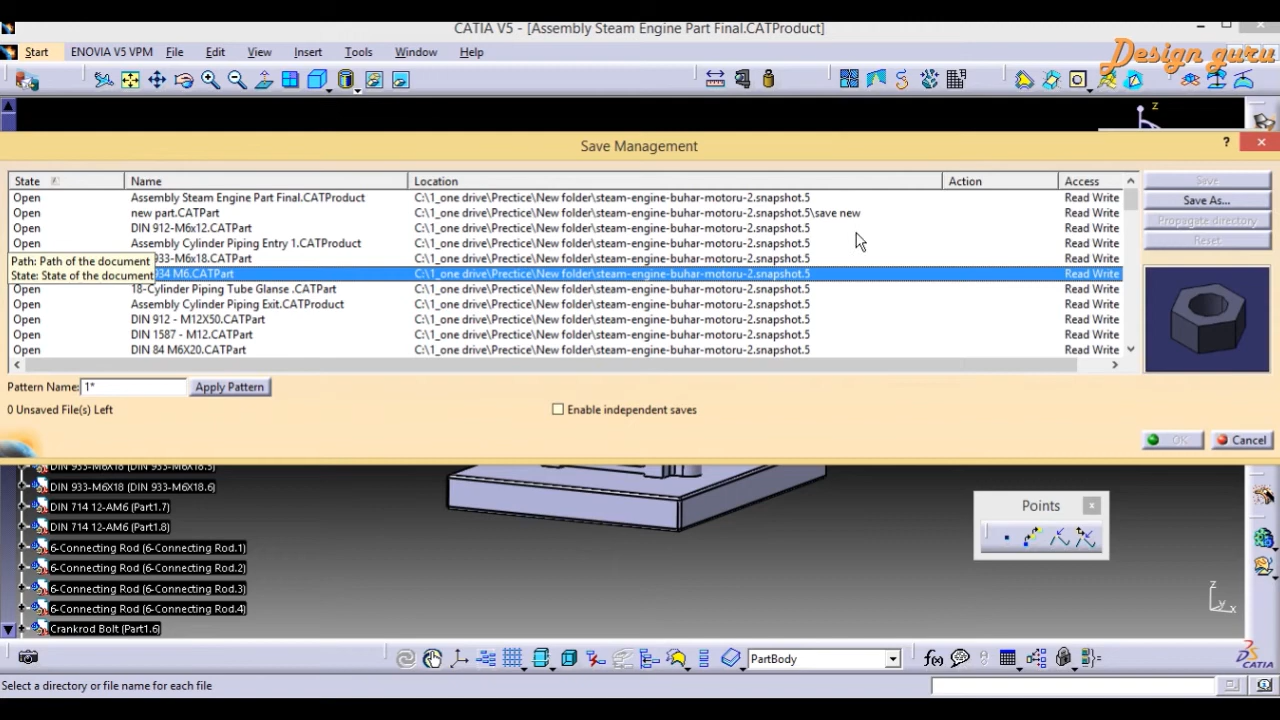 CATIA V5 - [Assembly Steam Engine Part Final.CATProduct]
Start ENOVIA V5 VPM File Edit View Insert Tools Window Help
Design guru
z
Save Management
State Name Location Action Access
Open Assembly Steam Engine Part Final.CATProduct C:\1_one drive\Prectice\New folder\steam-engine-buhar-motoru-2.snapshot.5 Read Write
Open new part.CATPart C:\1_one drive\Prectice\New folder\steam-engine-buhar-motoru-2.snapshot.5\save new Read Write
Open DIN 912-M6x12.CATPart C:\1_one drive\Prectice\New folder\steam-engine-buhar-motoru-2.snapshot.5 Read Write
Open Assembly Cylinder Piping Entry 1.CATProduct C:\1_one drive\Prectice\New folder\steam-engine-buhar-motoru-2.snapshot.5 Read Write
933-M6x18.CATPart C:\1_one drive\Prectice\New folder\steam-engine-buhar-motoru-2.snapshot.5 Read Write
934 M6.CATPart C:\1_one drive\Prectice\New folder\steam-engine-buhar-motoru-2.snapshot.5 Read Write
Path: Path of the document
State: State of the document
Open 18-Cylinder Piping Tube Glanse .CATPart C:\1_one drive\Prectice\New folder\steam-engine-buhar-motoru-2.snapshot.5 Read Write
Open Assembly Cylinder Piping Exit.CATProduct C:\1_one drive\Prectice\New folder\steam-engine-buhar-motoru-2.snapshot.5 Read Write
Open DIN 912 - M12X50.CATPart C:\1_one drive\Prectice\New folder\steam-engine-buhar-motoru-2.snapshot.5 Read Write
Open DIN 1587 - M12.CATPart C:\1_one drive\Prectice\New folder\steam-engine-buhar-motoru-2.snapshot.5 Read Write
Open DIN 84 M6X20.CATPart C:\1_one drive\Prectice\New folder\steam-engine-buhar-motoru-2.snapshot.5 Read Write
Save
Save As...
Propagate directory
Reset
Pattern Name: 1* Apply Pattern
0 Unsaved File(s) Left Enable independent saves
OK Cancel
DIN 933-M6X18 (DIN 933-M6X18.5)
DIN 933-M6X18 (DIN 933-M6X18.6)
DIN 714 12-AM6 (Part1.7)
DIN 714 12-AM6 (Part1.8)
6-Connecting Rod (6-Connecting Rod.1)
6-Connecting Rod (6-Connecting Rod.2)
6-Connecting Rod (6-Connecting Rod.3)
6-Connecting Rod (6-Connecting Rod.4)
Crankrod Bolt (Part1.6)
Points
z
y x
PartBody
f(x)
CATIA
Select a directory or file name for each file